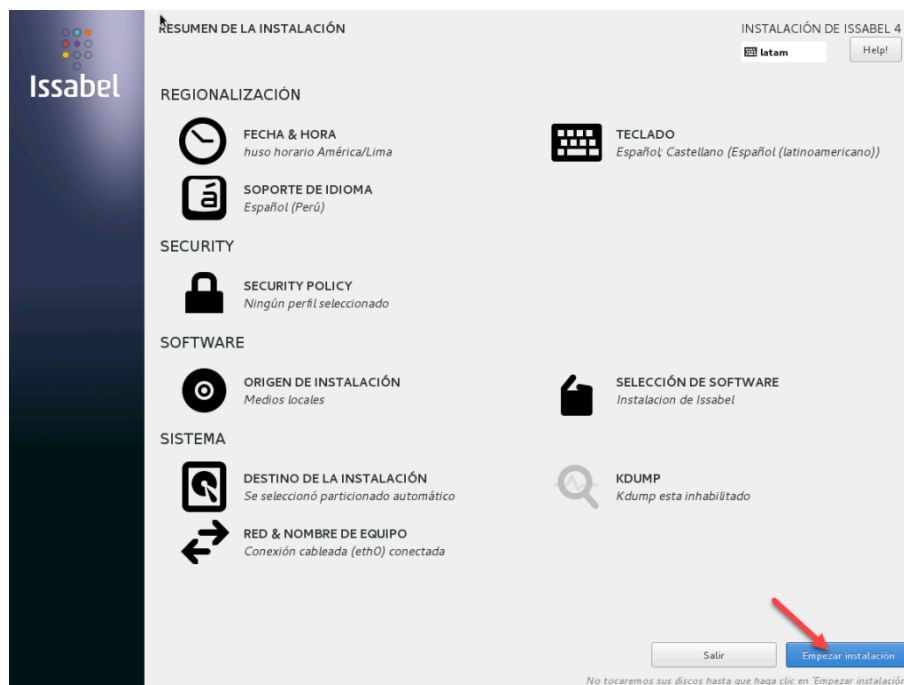 RESUMEN DE LA INSTALACIÓN
INSTALACIÓN DE ISSABEL 4
latam
Help!
Issabel
REGIONALIZACIÓN
FECHA & HORA
huso horario América/Lima
TECLADO
Español; Castellano (Español (latinoamericano))
á
SOPORTE DE IDIOMA
Español (Perú)
SECURITY
SECURITY POLICY
Ningún perfil seleccionado
SOFTWARE
ORIGEN DE INSTALACIÓN
Medios locales
SELECCIÓN DE SOFTWARE
Instalacion de Issabel
SISTEMA
DESTINO DE LA INSTALACIÓN
Se seleccionó particionado automático
KDUMP
Kdump esta inhabilitado
RED & NOMBRE DE EQUIPO
Conexión cableada (eth0) conectada
Salir
Empezar instalación
No tocaremos sus discos hasta que haga clic en 'Empezar instalación